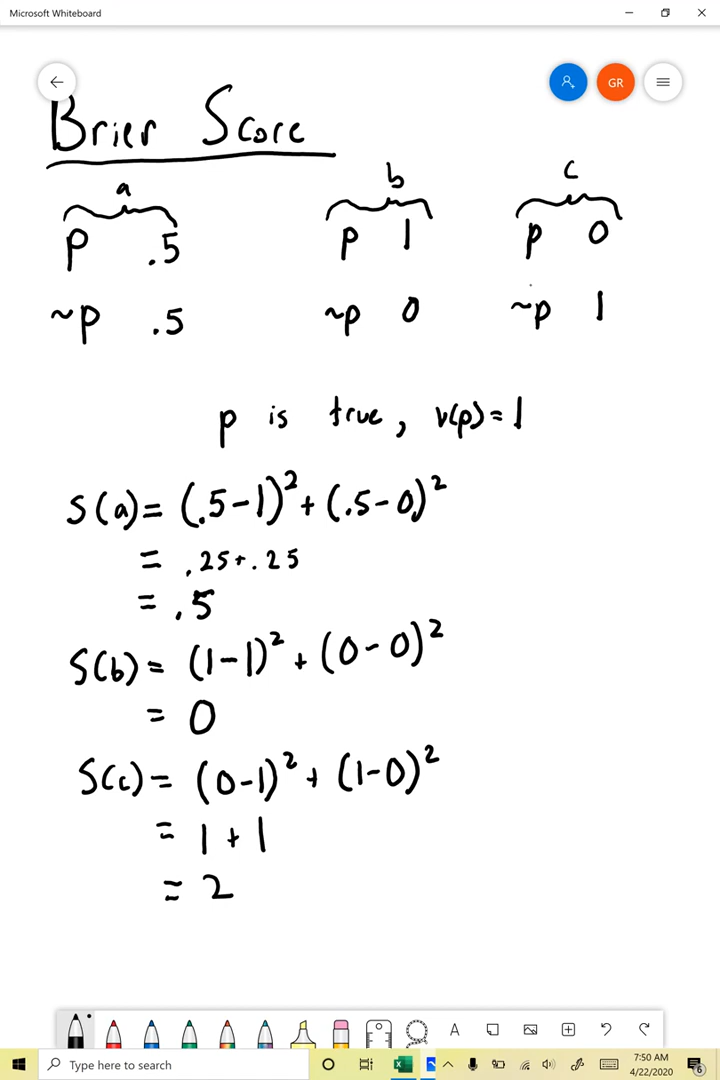 Microsoft Whiteboard
GR
Brier Score
a b c
p .5 p 1 p 0
~p .5 ~p 0 ~p 1
p is true, v(p)=1
S(a)= (.5-1)²+(.5-0)²
= .25+.25
= .5
S(b)= (1-1)²+(0-0)²
= 0
S(c)= (0-1)²+(1-0)²
= 1+1
= 2
A
Type here to search
7:50 AM
4/22/2020
6